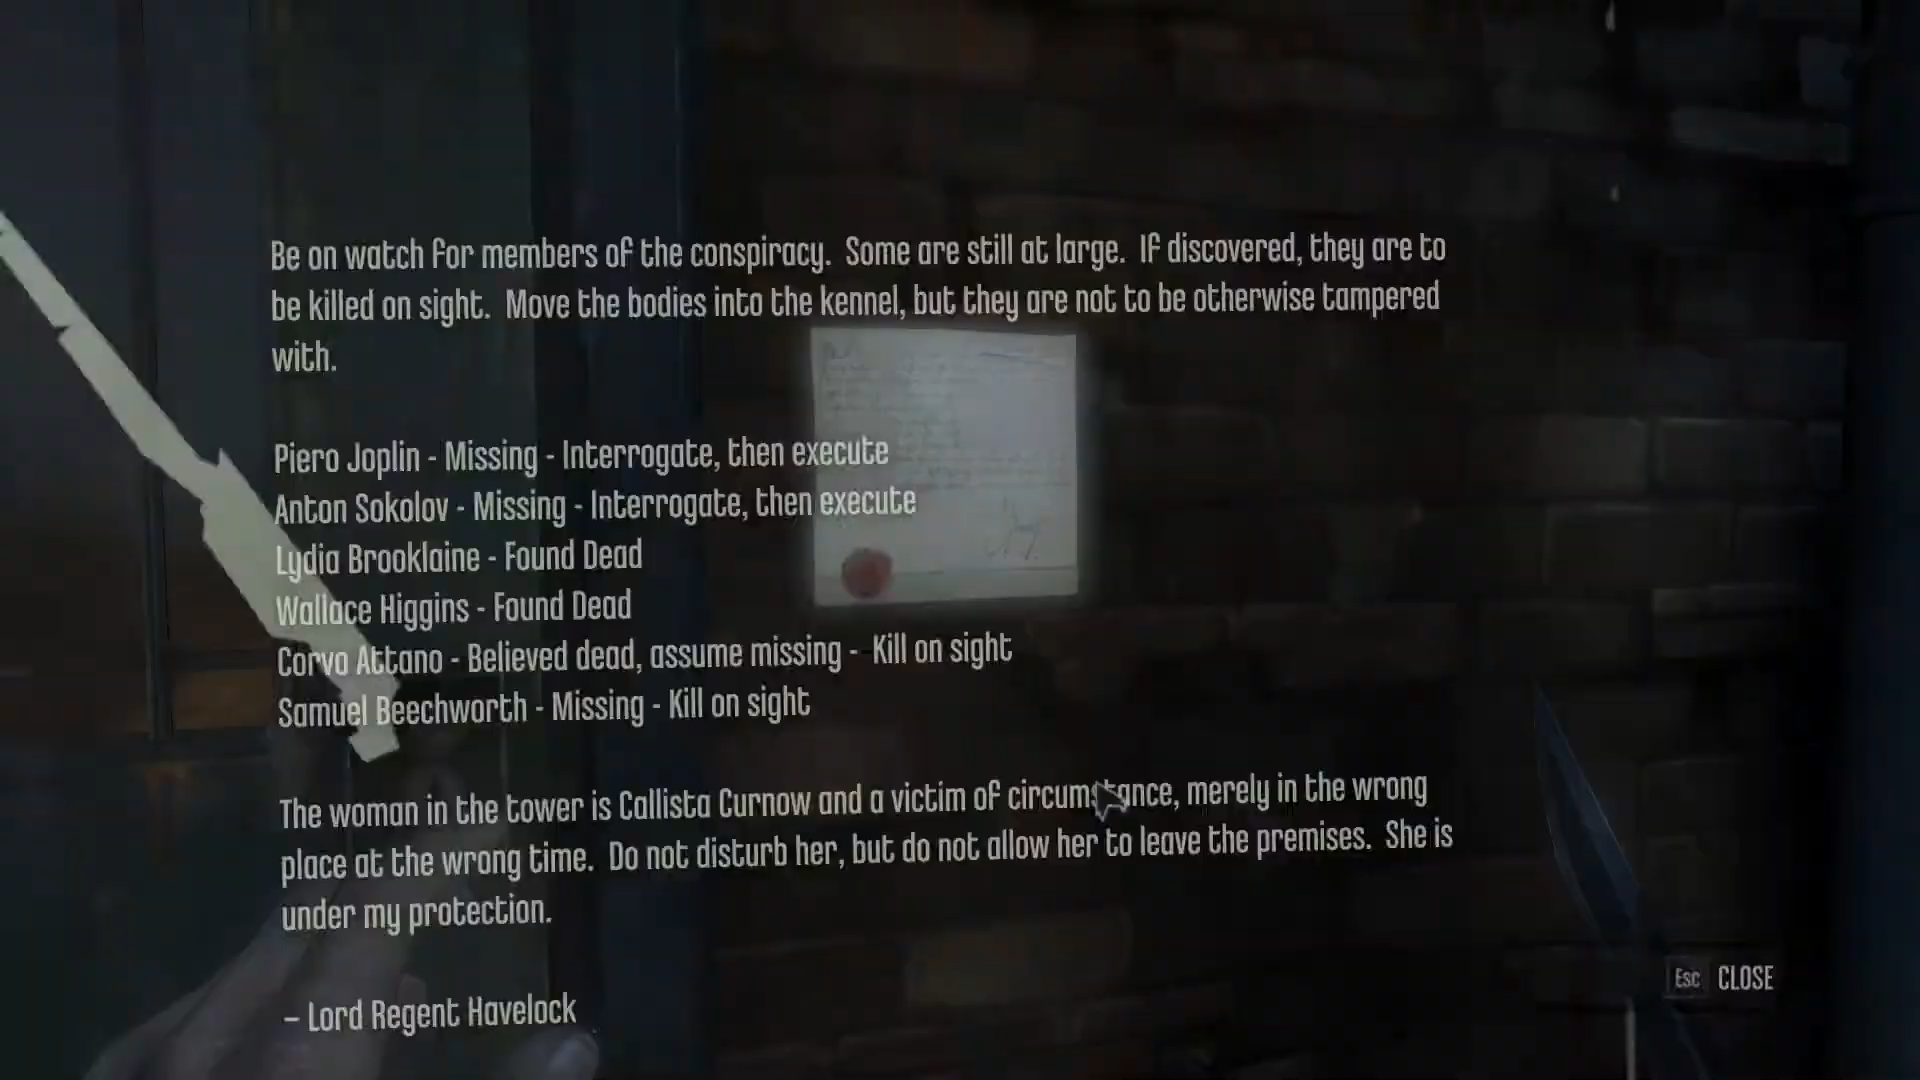 Be on watch for members of the conspiracy.  Some are still at large.  If discovered, they are to
be killed on sight.  Move the bodies into the kennel, but they are not to be otherwise tampered
with.
Piero Joplin - Missing - Interrogate, then execute
Anton Sokolov - Missing - Interrogate, then execute
Lydia Brooklaine - Found Dead
Wallace Higgins - Found Dead
Corvo Attano - Believed dead, assume missing -  Kill on sight
Samuel Beechworth - Missing - Kill on sight
The woman in the tower is Callista Curnow and a victim of circumstance, merely in the wrong
place at the wrong time.  Do not disturb her, but do not allow her to leave the premises.  She is
under my protection.
– Lord Regent Havelock
Esc CLOSE